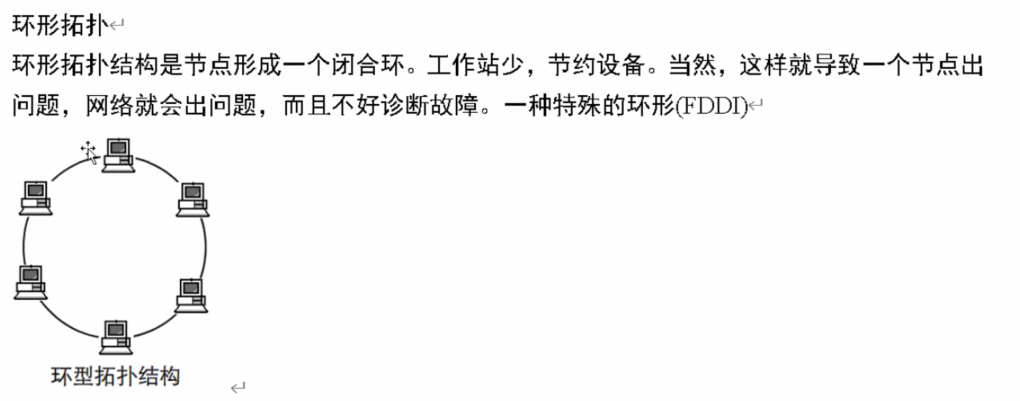 环形拓扑
环形拓扑结构是节点形成一个闭合环。工作站少，节约设备。当然，这样就导致一个节点出
问题，网络就会出问题，而且不好诊断故障。一种特殊的环形(FDDI)
环型拓扑结构